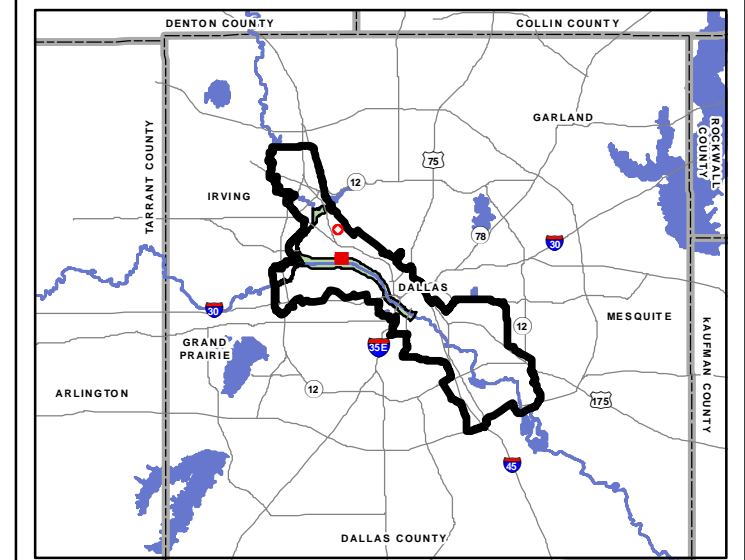 DENTON COUNTY
COLLIN COUNTY
TARRANT COUNTY
GARLAND
ROCKWALL
COUNTY
75
12
IRVING
78
30
DALLAS
30
12
MESQUITE
GRAND
PRAIRIE
35E
KAUFMAN COUNTY
12
ARLINGTON
175
45
DALLAS COUNTY